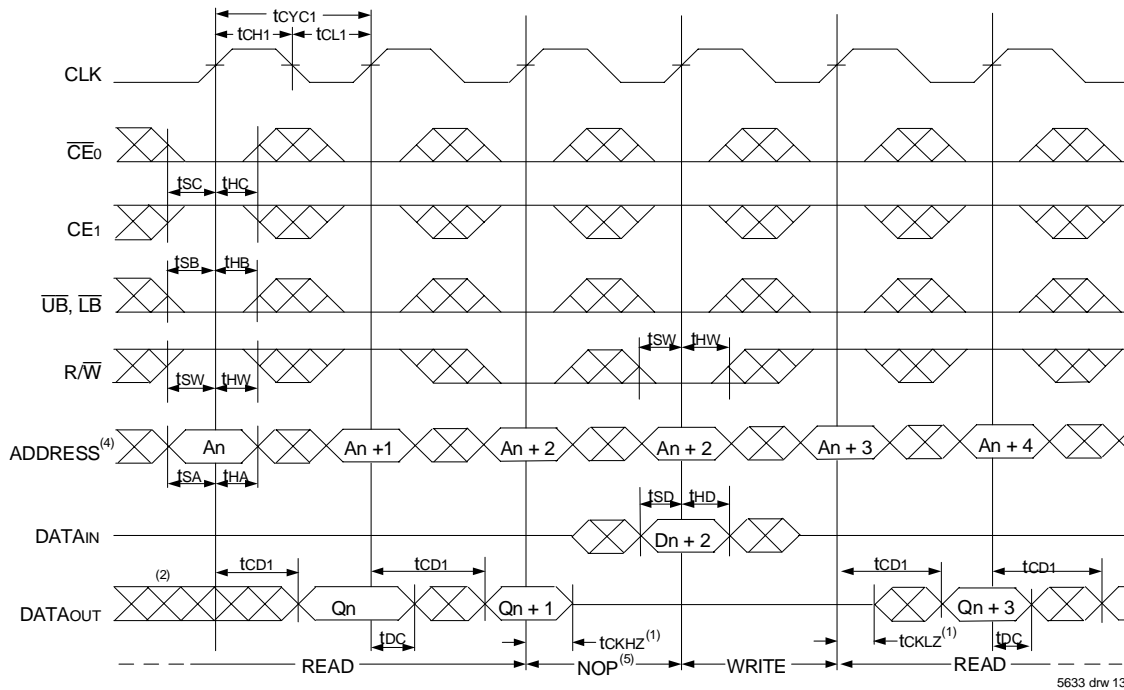 tCYC1
tCH1 tCL1
CLK
CE0
tSC tHC
CE1
tSB tHB
UB, LB
tSW tHW
R/W
tSW tHW
ADDRESS(4) An An +1 An + 2 An + 2 An + 3 An + 4
tSA tHA
tSD tHD
DATAIN Dn + 2
tCD1 tCD1 tCD1 tCD1
(2)
DATAOUT Qn Qn + 1 Qn + 3
tDC tCKHZ(1) tCKLZ(1) tDC
READ NOP(5) WRITE READ
5633 drw 13